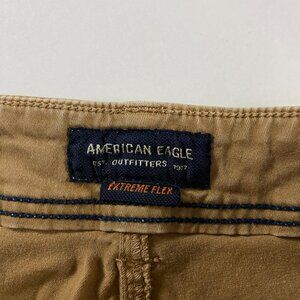 AMERICAN EAGLE
EST. OUTFITTERS 1977
EXTREME FLEX